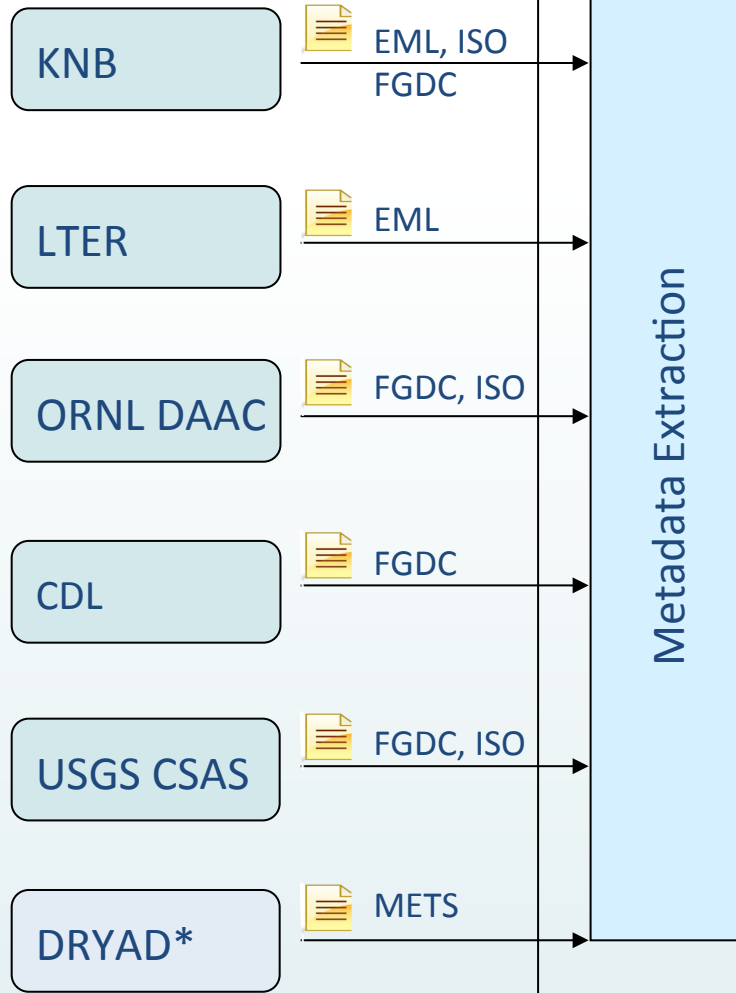 KNB
EML, ISO
FGDC
LTER
EML
ORNL DAAC
FGDC, ISO
CDL
FGDC
USGS CSAS
FGDC, ISO
DRYAD*
METS
Metadata Extraction